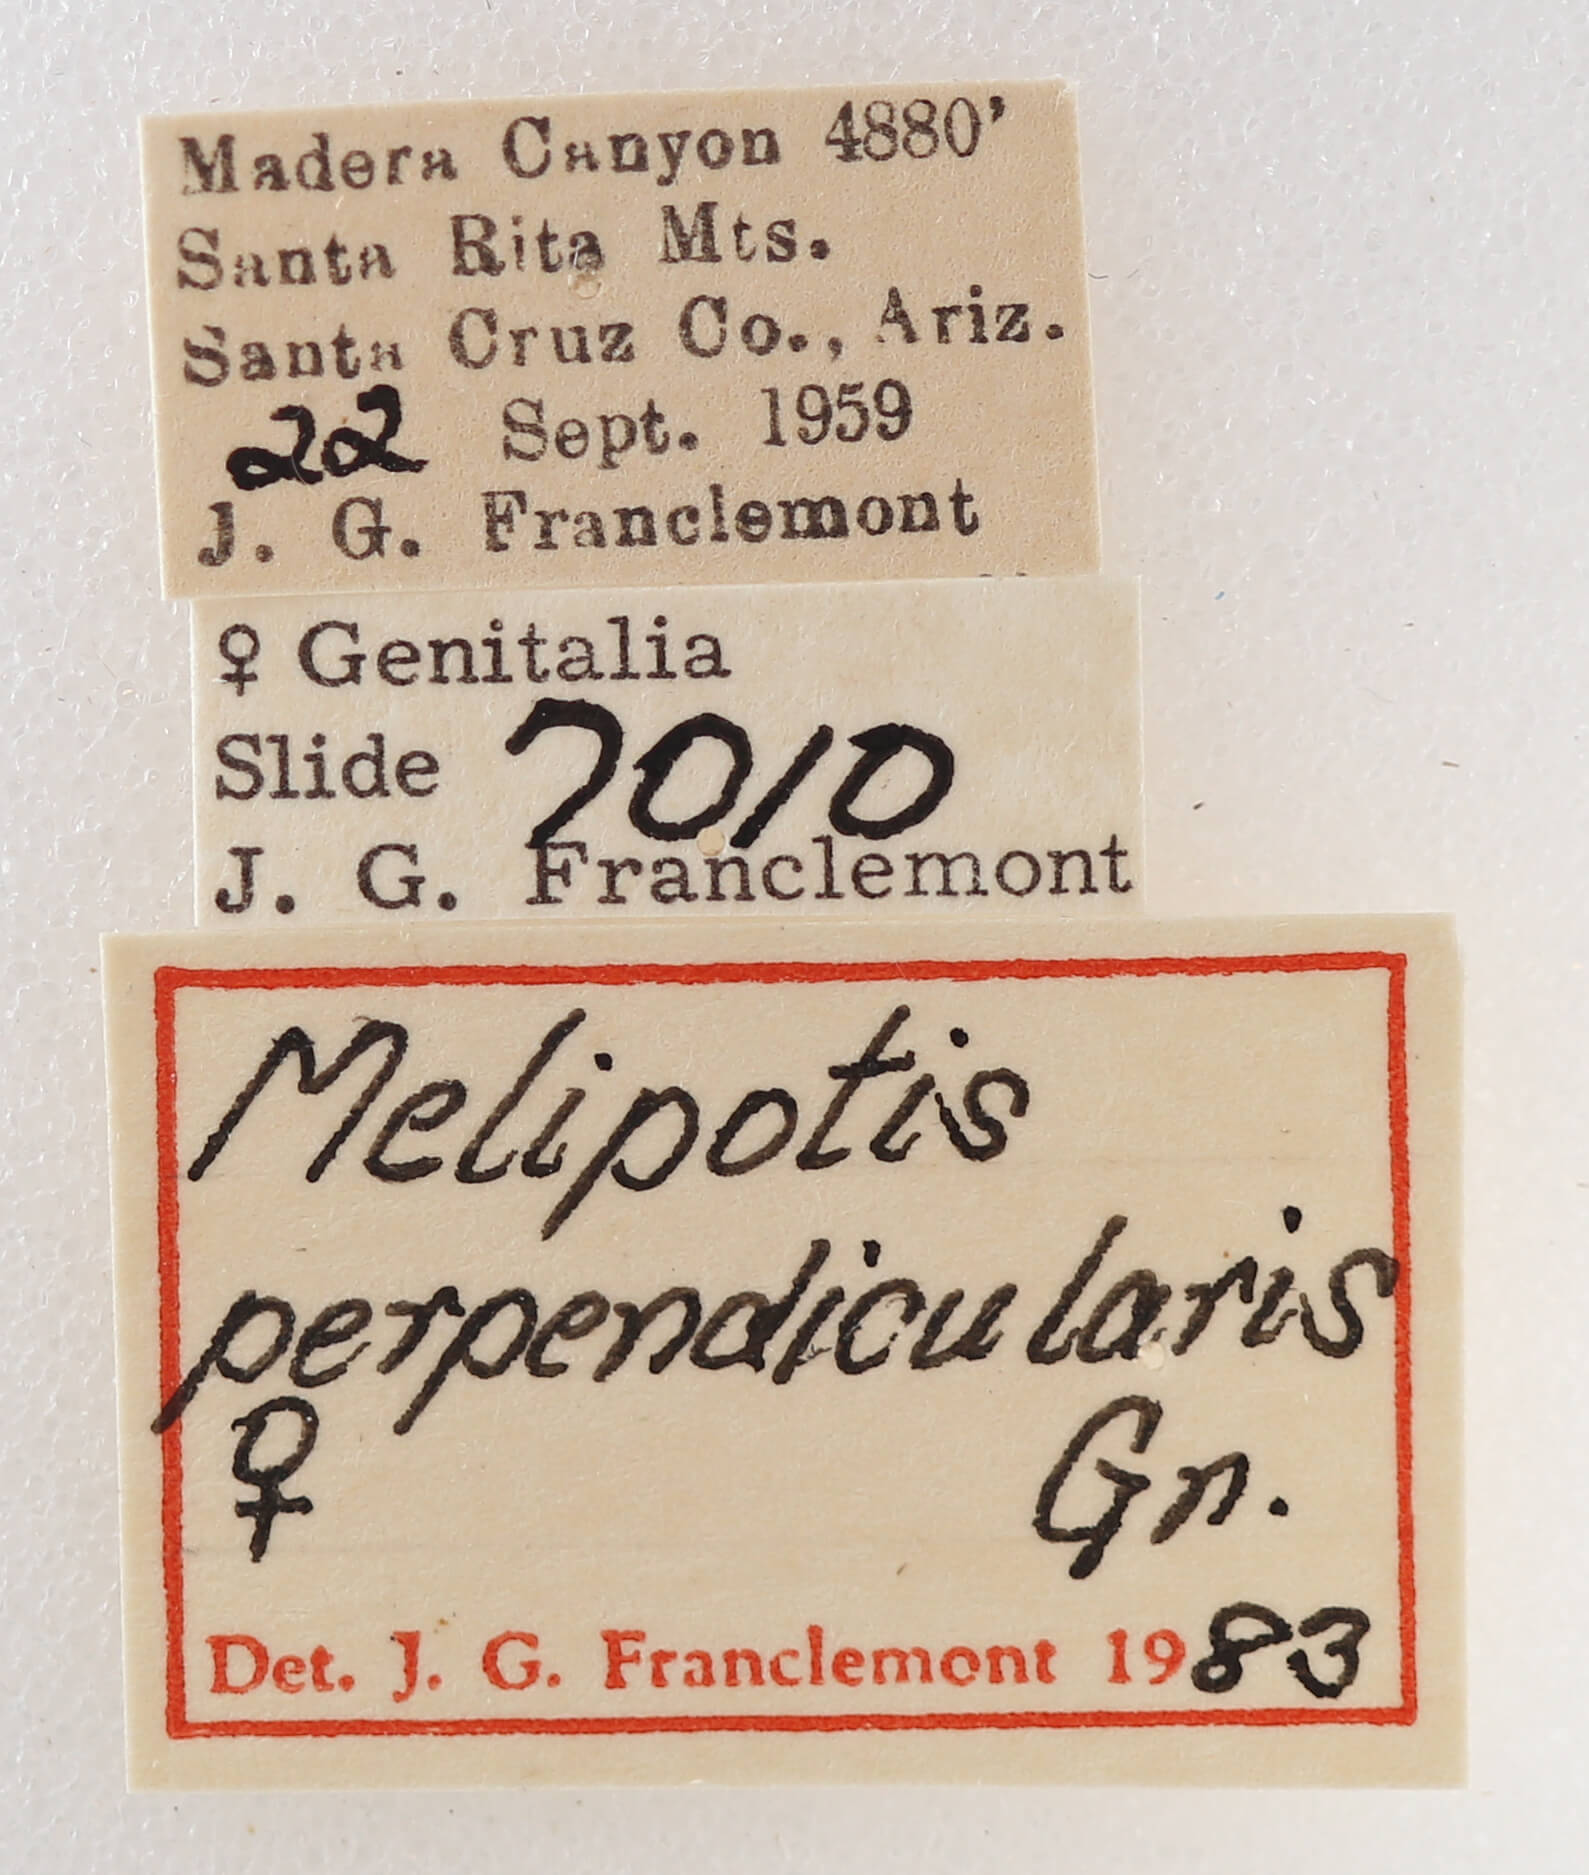 Madera Canyon 4880'
Santa Rita Mts.
Santa Cruz Co., Ariz.
22 Sept. 1959
J. G. Franclemont
♀ Genitalia
Slide 7010
J. G. Franclemont
Melipotis
perpendicularis
♀ Gn.
Det. J. G. Franclemont 1983